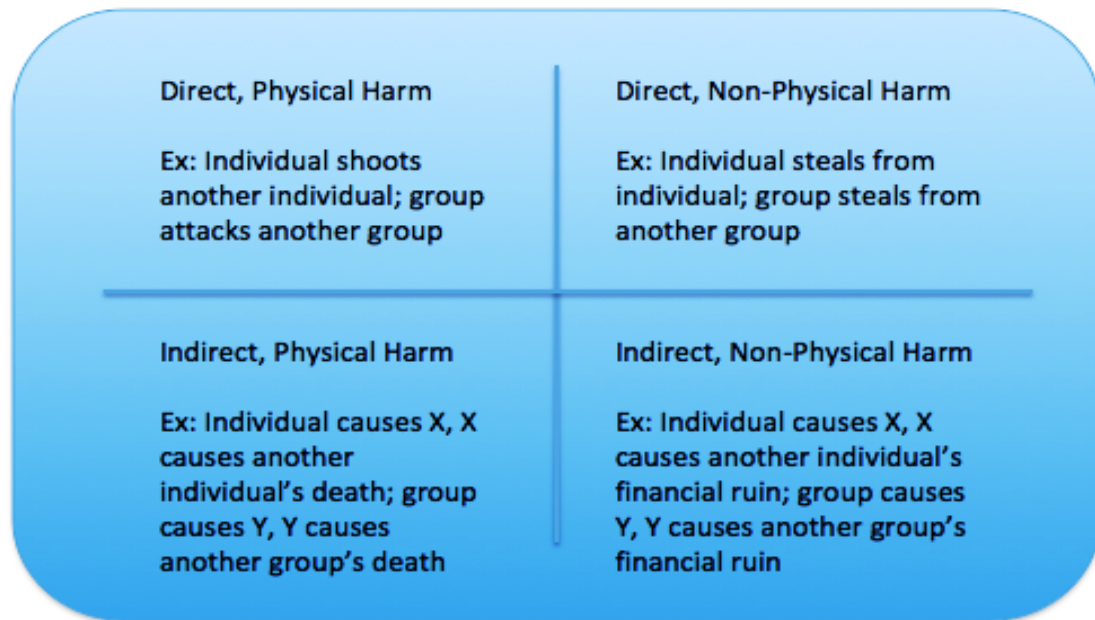 Direct, Physical Harm
Ex: Individual shoots
another individual; group
attacks another group
Direct, Non-Physical Harm
Ex: Individual steals from
individual; group steals from
another group
Indirect, Physical Harm
Ex: Individual causes X, X
causes another
individual’s death; group
causes Y, Y causes
another group’s death
Indirect, Non-Physical Harm
Ex: Individual causes X, X
causes another individual’s
financial ruin; group causes
Y, Y causes another group’s
financial ruin